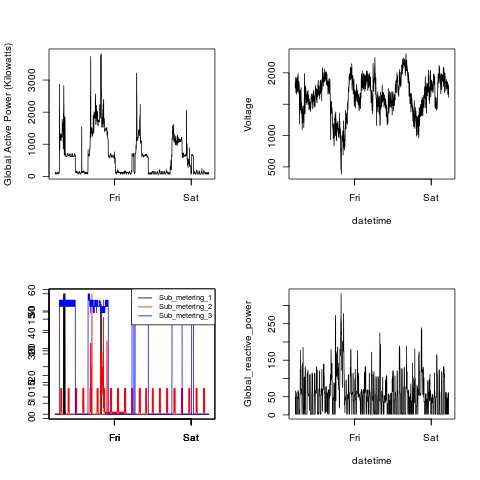 Global Active Power (Kilowatts)
0 1000 2000 3000
Fri Sat
Voltage
500 1000 2000
Fri Sat
datetime
60
Sub_metering_1
Sub_metering_2
Sub_metering_3
Fri Sat
Global_reactive_power
0 50 150 250
Fri Sat
datetime